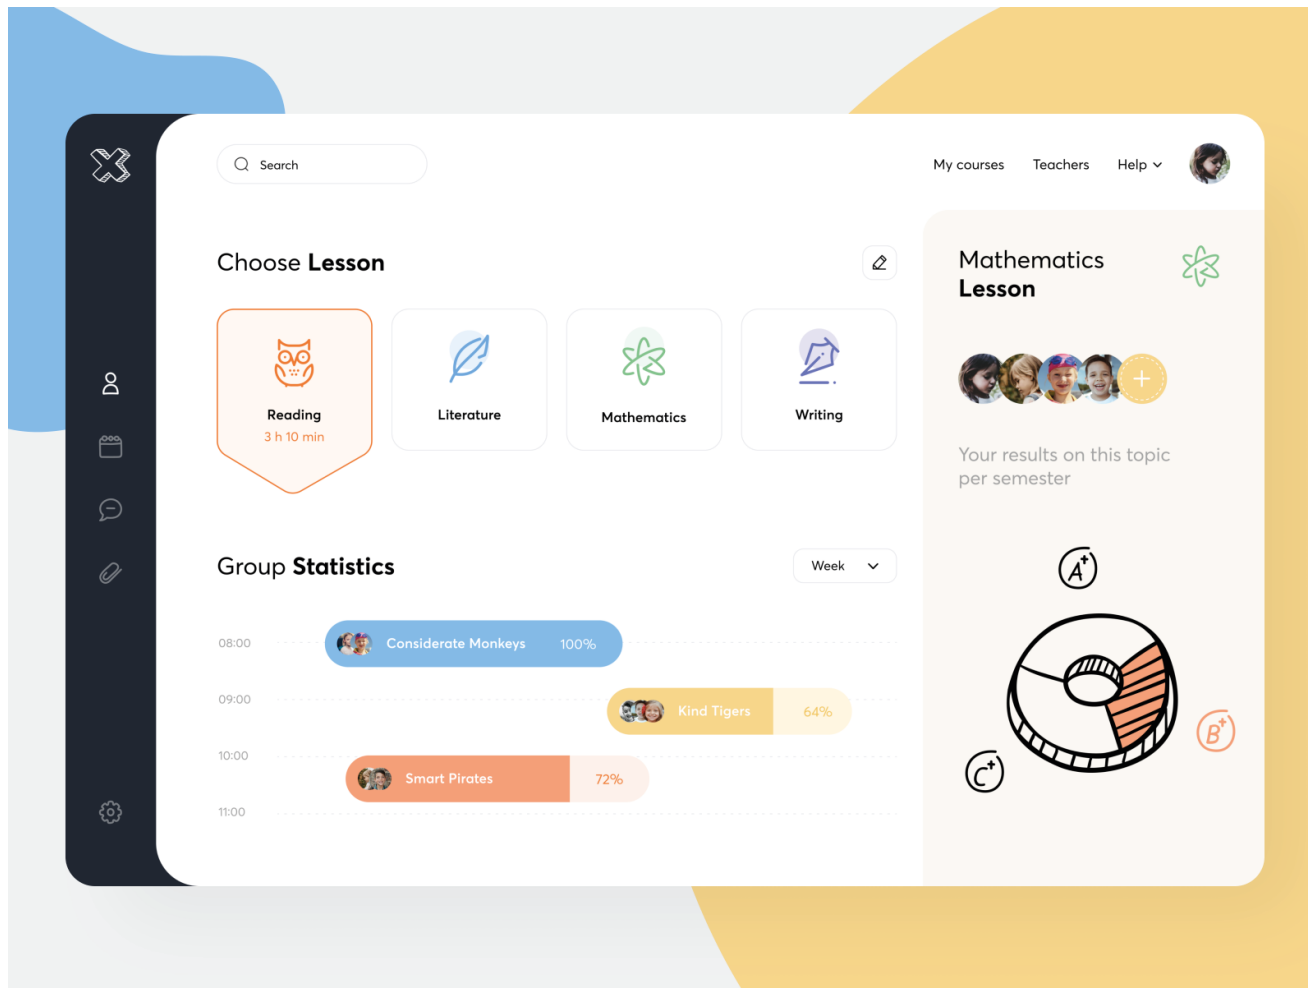 Search
My courses
Teachers
Help
Choose Lesson
Reading
3 h 10 min
Literature
Mathematics
Writing
Group Statistics
Week
08:00
Considerate Monkeys 100%
09:00
Kind Tigers 64%
10:00
Smart Pirates 72%
11:00
Mathematics
Lesson
Your results on this topic
per semester
A+
B+
C+